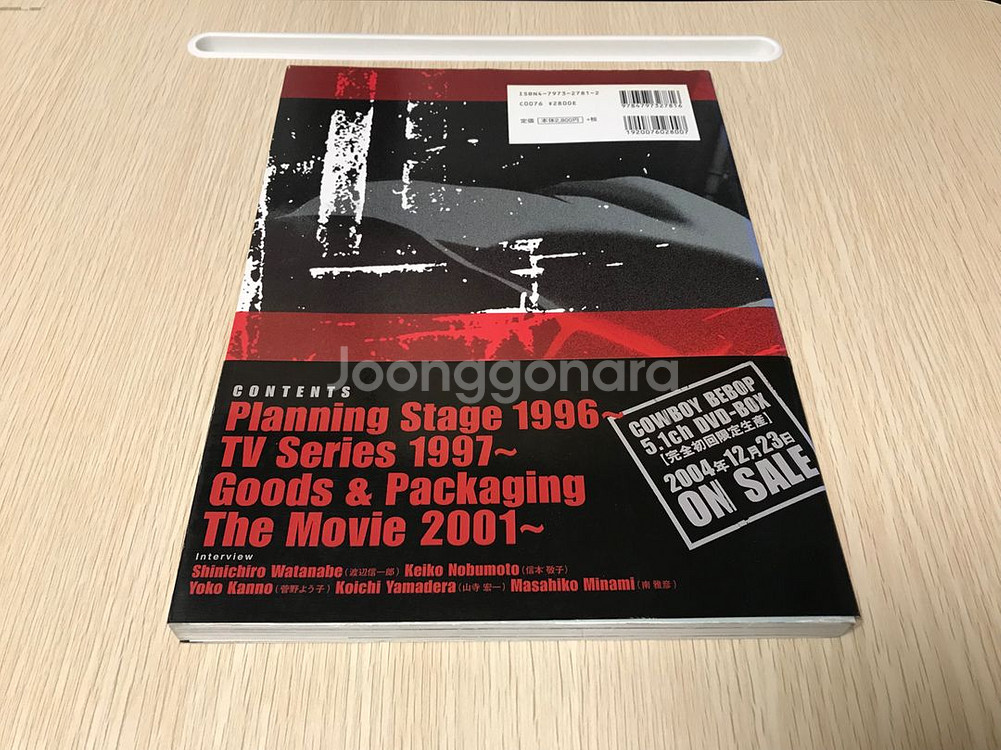 ISBN4-7973-2781-2
C0076 ¥2800E
定価 本体2,800円 +税
9784797327816
1920076028007
Joonggonara
CONTENTS
Planning Stage 1996~
TV Series 1997~
Goods & Packaging
The Movie 2001~
COWBOY BEBOP
5.1ch DVD-BOX
[完全初回限定生産]
2004年12月23日
ON SALE
Interview
Shinichiro Watanabe(渡辺信一郎) Keiko Nobumoto(信本 敬子)
Yoko Kanno(菅野よう子) Koichi Yamadera(山寺 宏一) Masahiko Minami(南 雅彦)